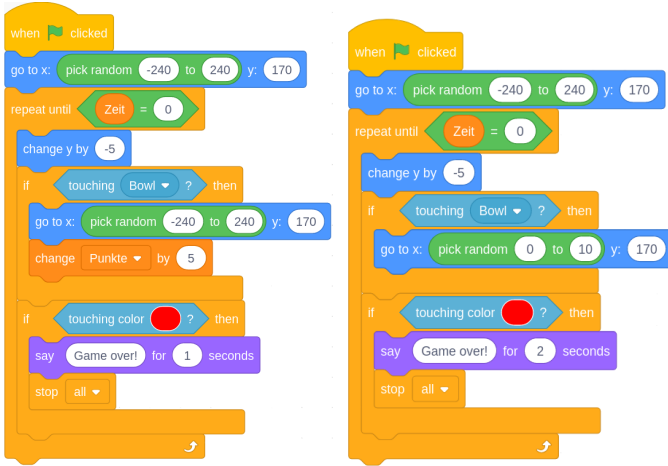 when clicked
go to x: pick random -240 to 240 y: 170
repeat until Zeit = 0
change y by -5
if touching Bowl ? then
go to x: pick random -240 to 240 y: 170
change Punkte by 5
if touching color ? then
say Game over! for 1 seconds
stop all
when clicked
go to x: pick random -240 to 240 y: 170
repeat until Zeit = 0
change y by -5
if touching Bowl ? then
go to x: pick random 0 to 10 y: 170
if touching color ? then
say Game over! for 2 seconds
stop all